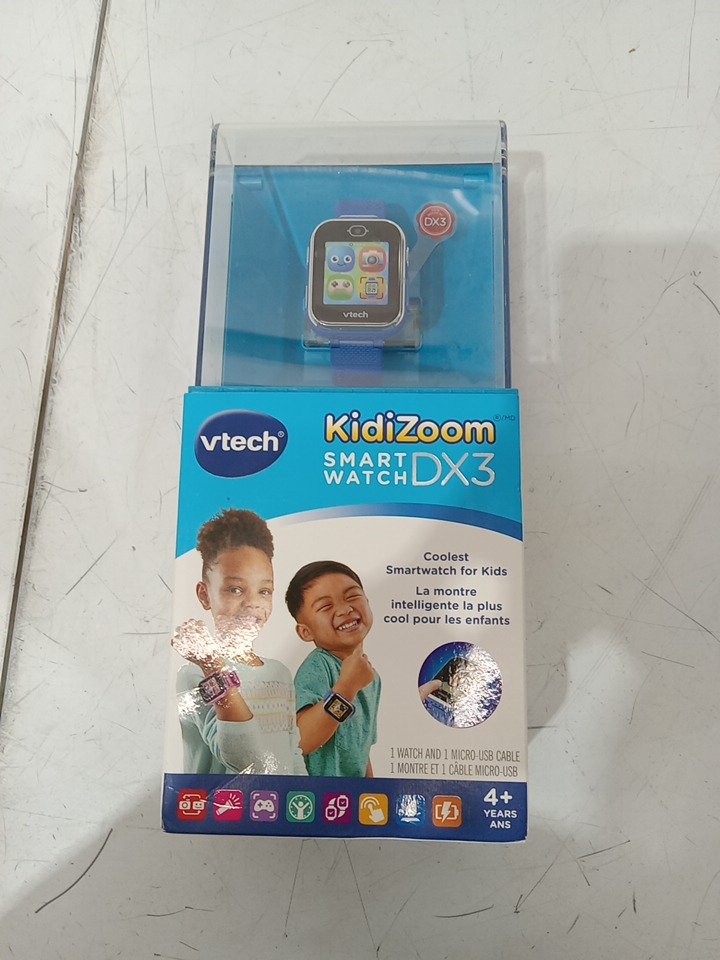 DX3
vtech
vtech®
KidiZoom ®/MD
SMART
WATCH DX3
Coolest
Smartwatch for Kids
La montre
intelligente la plus
cool pour les enfants
1 WATCH AND 1 MICRO-USB CABLE
1 MONTRE ET 1 CÂBLE MICRO-USB
4+
YEARS
ANS